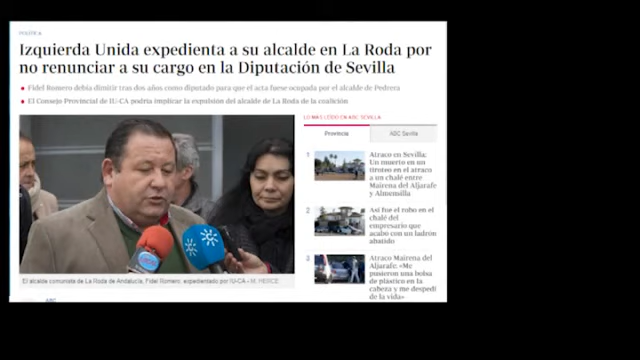 POLÍTICA
Izquierda Unida expedienta a su alcalde en La Roda por
no renunciar a su cargo en la Diputación de Sevilla
Fidel Romero debía dimitir tras dos años como diputado para que el acta fuese ocupada por el alcalde de Pedrera
El Consejo Provincial de IU-CA podría implicar la expulsión del alcalde de La Roda de la coalición
LO MÁS LEÍDO EN ABC SEVILLA
Provincia
ABC Sevilla
1
Atraco en Sevilla:
Un muerto en un
tiroteo en el atraco
a un chalé entre
Mairena del Aljarafe
y Almensilla
2
Así fue el robo en el
chalé del
empresario que
acabó con un ladrón
abatido
3
Atraco Mairena del
Aljarafe: «Me
pusieron una bolsa
de plástico en la
cabeza y me despedí
de la vida»
El alcalde comunista de La Roda de Andalucía, Fidel Romero, expedientado por IU-CA - M.
ABC